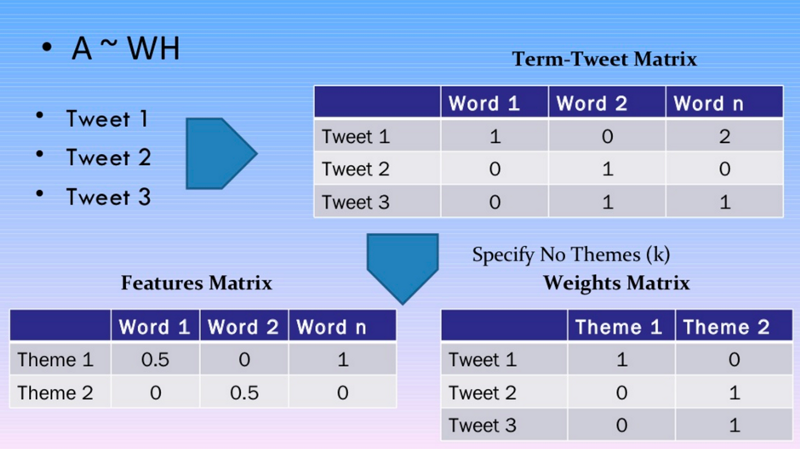 • A ~ WH
• Tweet 1
• Tweet 2
• Tweet 3
Term-Tweet Matrix
Word 1 Word 2 Word n
Tweet 1 1 0 2
Tweet 2 0 1 0
Tweet 3 0 1 1
Specify No Themes (k)
Features Matrix
Word 1 Word 2 Word n
Theme 1 0.5 0 1
Theme 2 0 0.5 0
Weights Matrix
Theme 1 Theme 2
Tweet 1 1 0
Tweet 2 0 1
Tweet 3 0 1